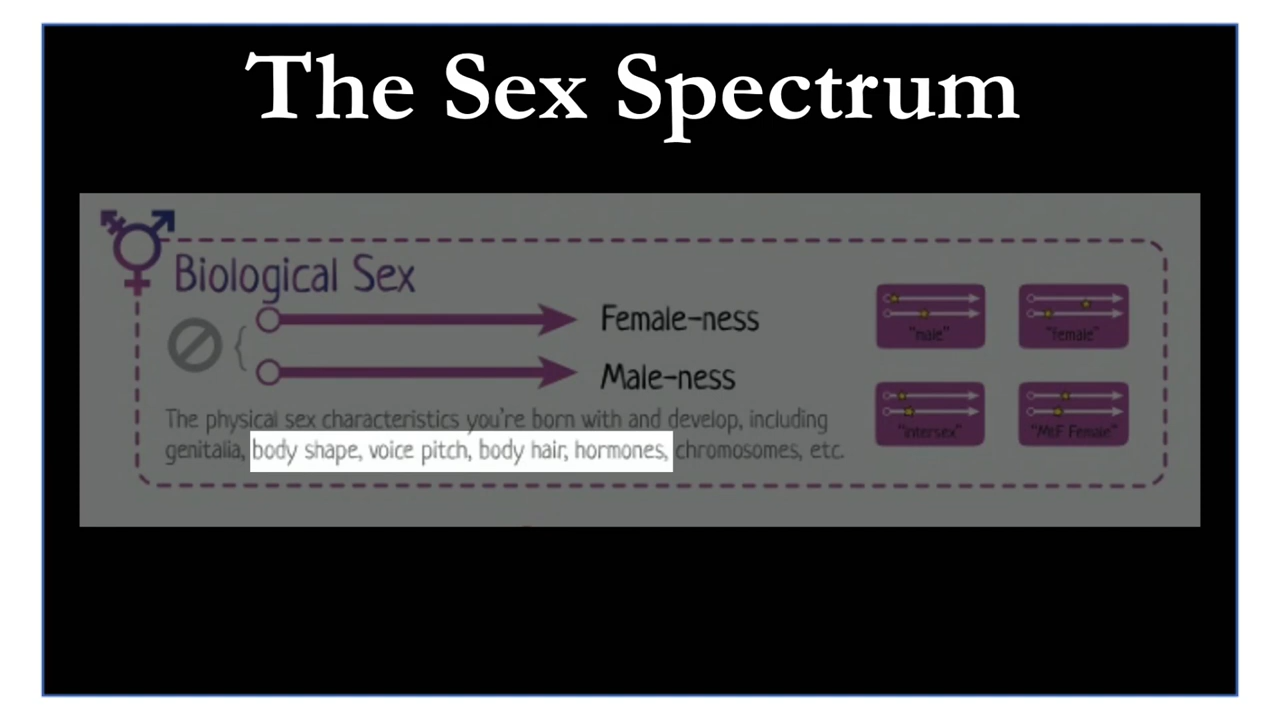 The Sex Spectrum
Biological Sex
Female-ness
Male-ness
The physical sex characteristics you're born with and develop, including
genitalia, body shape, voice pitch, body hair, hormones, chromosomes, etc.
"male"
"female"
"intersex"
"MtF Female"